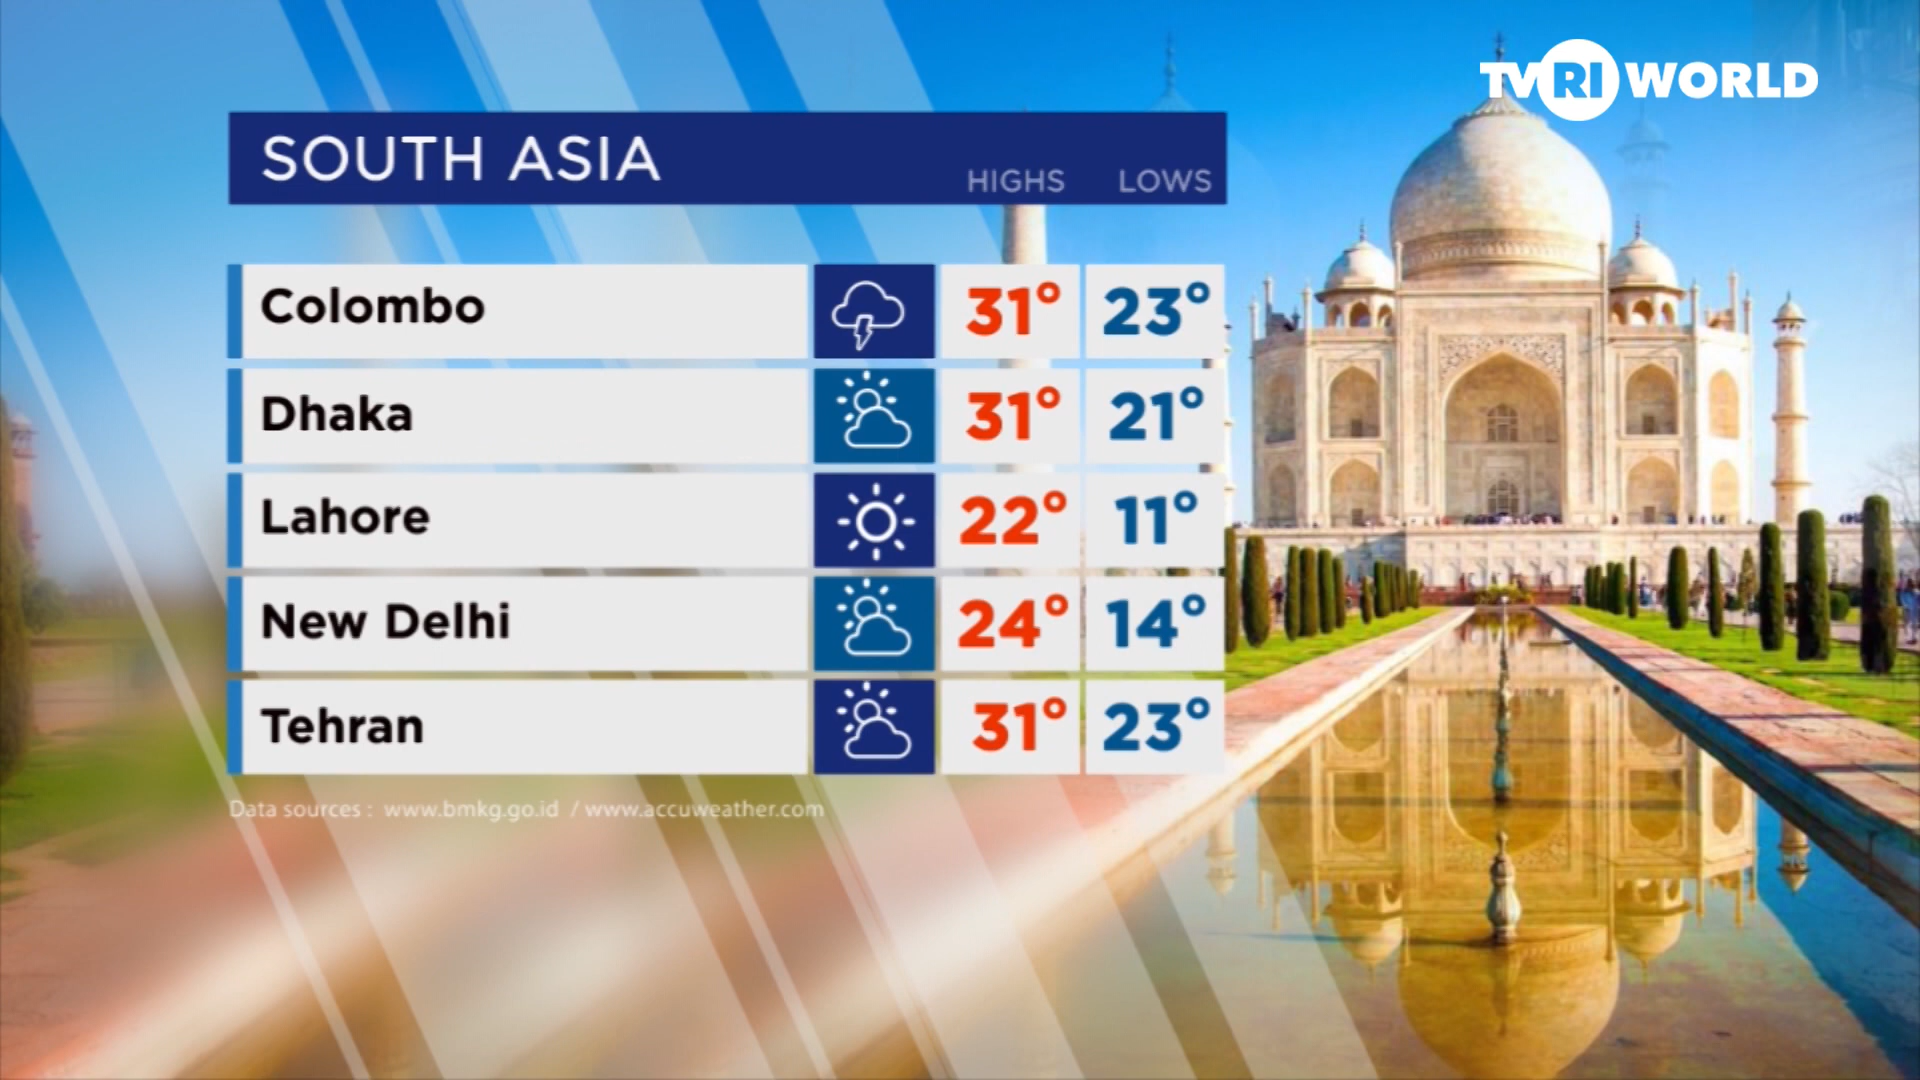 TVRI WORLD
SOUTH ASIA HIGHS LOWS
Colombo 31° 23°
Dhaka 31° 21°
Lahore 22° 11°
New Delhi 24° 14°
Tehran 31° 23°
Data sources : www.bmkg.go.id / www.accuweather.com